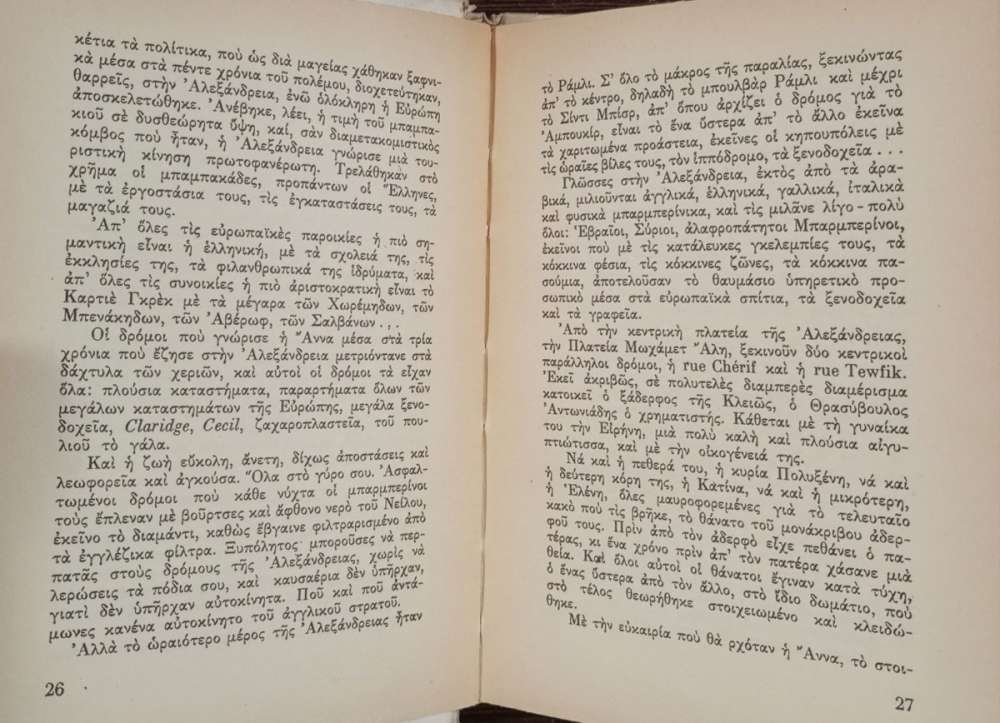 κέτια τὰ πολίτικα, ποὺ ὡς διὰ μαγείας χάθηκαν ξαφνι-
κὰ μέσα στὰ πέντε χρόνια τοῦ πολέμου, διοχετεύτηκαν,
θαρρεῖς, στὴν Ἀλεξάνδρεια, ἐνῶ ὁλόκληρη ἡ Εὐρώπη
ἀποσκελετώθηκε. Ἀνέβηκε, λέει, ἡ τιμὴ τοῦ μπαμπα-
κιοῦ σὲ δυσθεώρητα ὕψη, καί, σὰν διαμετακομιστικὸς
κόμβος ποὺ ἦταν, ἡ Ἀλεξάνδρεια γνώρισε μιὰ του-
ριστικὴ κίνηση πρωτοφανέρωτη. Τρελάθηκαν στὸ
χρῆμα οἱ μπαμπακάδες, προπάντων οἱ Ἕλληνες,
μὲ τὰ ἐργοστάσια τους, τὶς ἐγκαταστάσεις τους, τὰ
μαγαζιά τους.
Ἀπ' ὅλες τὶς εὐρωπαϊκὲς παροικίες ἡ πιὸ ση-
μαντικὴ εἶναι ἡ ἑλληνική, μὲ τὰ σχολειά της, τὶς
ἐκκλησίες της, τὰ φιλανθρωπικά της ἱδρύματα, καὶ
ἀπ' ὅλες τὶς συνοικίες ἡ πιὸ ἀριστοκρατικὴ εἶναι τὸ
Καρτιὲ Γκρὲκ μὲ τὰ μέγαρα τῶν Χωρέμηδων, τῶν
Μπενάκηδων, τῶν Ἀβέρωφ, τῶν Σαλβάνων...
Οἱ δρόμοι ποὺ γνώρισε ἡ Ἄννα μέσα στὰ τρία
χρόνια ποὺ ἔζησε στὴν Ἀλεξάνδρεια μετριόντανε στὰ
δάχτυλα τῶν χεριῶν, καὶ αὐτοὶ οἱ δρόμοι τὰ εἶχαν
ὅλα: πλούσια καταστήματα, παραρτήματα ὅλων τῶν
μεγάλων καταστημάτων τῆς Εὐρώπης, μεγάλα ξενο-
δοχεῖα, Claridge, Cecil, ζαχαροπλαστεῖα, τοῦ που-
λιοῦ τὸ γάλα.
Καὶ ἡ ζωὴ εὔκολη, ἄνετη, δίχως ἀποστάσεις καὶ
λεωφορεῖα καὶ ἀγκούσα. Ὅλα στὸ γύρο σου. Ἀσφαλ-
τωμένοι δρόμοι ποὺ κάθε νύχτα οἱ μπαρμπερίνοι
τοὺς ἔπλεναν μὲ βοῦρτσες καὶ ἄφθονο νερὸ τοῦ Νείλου,
ἐκεῖνο τὸ διαμάντι, καθὼς ἔβγαινε φιλτραρισμένο ἀπὸ
τὰ ἐγγλέζικα φίλτρα. Ξυπόλητος μποροῦσες νὰ περ-
πατᾶς στοὺς δρόμους τῆς Ἀλεξάνδρειας, χωρὶς νὰ
λερώσεις τὰ πόδια σου, καὶ καυσαέρια δὲν ὑπῆρχαν,
γιατὶ δὲν ὑπῆρχαν αὐτοκίνητα. Ποῦ καὶ ποῦ ἀντά-
μωνες κανένα αὐτοκίνητο τοῦ ἀγγλικοῦ στρατοῦ.
Ἀλλὰ τὸ ὡραιότερο μέρος τῆς Ἀλεξάνδρειας ἦταν
26
τὸ Ράμλι. Σ' ὅλο τὸ μάκρος τῆς παραλίας, ξεκινώντας
ἀπ' τὸ κέντρο, δηλαδὴ τὸ μπουλβὰρ Ράμλι καὶ μέχρι
τὸ Σίντι Μπίσρ, ἀπ' ὅπου ἀρχίζει ὁ δρόμος γιὰ τὸ
Ἀμπουκίρ, εἶναι τὸ ἕνα ὕστερα ἀπ' τὸ ἄλλο ἐκεῖνα
τὰ χαριτωμένα προάστεια, ἐκεῖνες οἱ κηπουπόλεις μὲ
τὶς ὡραῖες βίλες τους, τὸν ἱππόδρομο, τὰ ξενοδοχεῖα...
Γλῶσσες στὴν Ἀλεξάνδρεια, ἐκτὸς ἀπὸ τὰ ἀρα-
βικά, μιλιοῦνται ἀγγλικά, ἑλληνικά, γαλλικά, ἰταλικὰ
καὶ φυσικὰ μπαρμπερίνικα, καὶ τὶς μιλᾶνε λίγο - πολὺ
ὅλοι: Ἑβραῖοι, Σύριοι, ἀλαφροπάτητοι Μπαρμπερίνοι,
ἐκεῖνοι ποὺ μὲ τὶς κατάλευκες γκελεμπίες τους, τὰ
κόκκινα φέσια, τὶς κόκκινες ζῶνες, τὰ κόκκινα πα-
σούμια, ἀποτελοῦσαν τὸ θαυμάσιο ὑπηρετικὸ προ-
σωπικὸ μέσα στὰ εὐρωπαϊκὰ σπίτια, τὰ ξενοδοχεῖα
καὶ τὰ γραφεῖα.
Ἀπὸ τὴν κεντρικὴ πλατεία τῆς Ἀλεξάνδρειας,
τὴν Πλατεία Μωχάμετ Ἄλη, ξεκινοῦν δύο κεντρικοὶ
παράλληλοι δρόμοι, ἡ rue Chérif καὶ ἡ rue Tewfik.
Ἐκεῖ ἀκριβῶς, σὲ πολυτελὲς διαμπερὲς διαμέρισμα
κατοικεῖ ὁ ξάδερφος τῆς Κλειῶς, ὁ Θρασύβουλος
Ἀντωνιάδης ὁ χρηματιστής. Κάθεται μὲ τὴ γυναίκα
του τὴν Εἰρήνη, μιὰ πολὺ καλὴ καὶ πλούσια αἰγυ-
πτιώτισσα, καὶ μὲ τὴν οἰκογένειά της.
Νά καὶ ἡ πεθερά του, ἡ κυρία Πολυξένη, νά καὶ
ἡ δεύτερη κόρη της, ἡ Κατίνα, νά καὶ ἡ μικρότερη,
ἡ Ἑλένη, ὅλες μαυροφορεμένες γιὰ τὸ τελευταῖο
κακὸ ποὺ τὶς βρῆκε, τὸ θάνατο τοῦ μονάκριβου ἀδερ-
φοῦ τους. Πρὶν ἀπὸ τὸν ἀδερφὸ εἶχε πεθάνει ὁ πα-
τέρας, κι ἕνα χρόνο πρὶν ἀπ' τὸν πατέρα χάσανε μιὰ
θεία. Καὶ ὅλοι αὐτοὶ οἱ θάνατοι ἔγιναν κατὰ τύχη,
ὁ ἕνας ὕστερα ἀπὸ τὸν ἄλλο, στὸ ἴδιο δωμάτιο, ποὺ
στὸ τέλος θεωρήθηκε στοιχειωμένο καὶ κλειδώ-
θηκε.
Μὲ τὴν εὐκαιρία ποὺ θὰ ρχόταν ἡ Ἄννα, τὸ στοι-
27